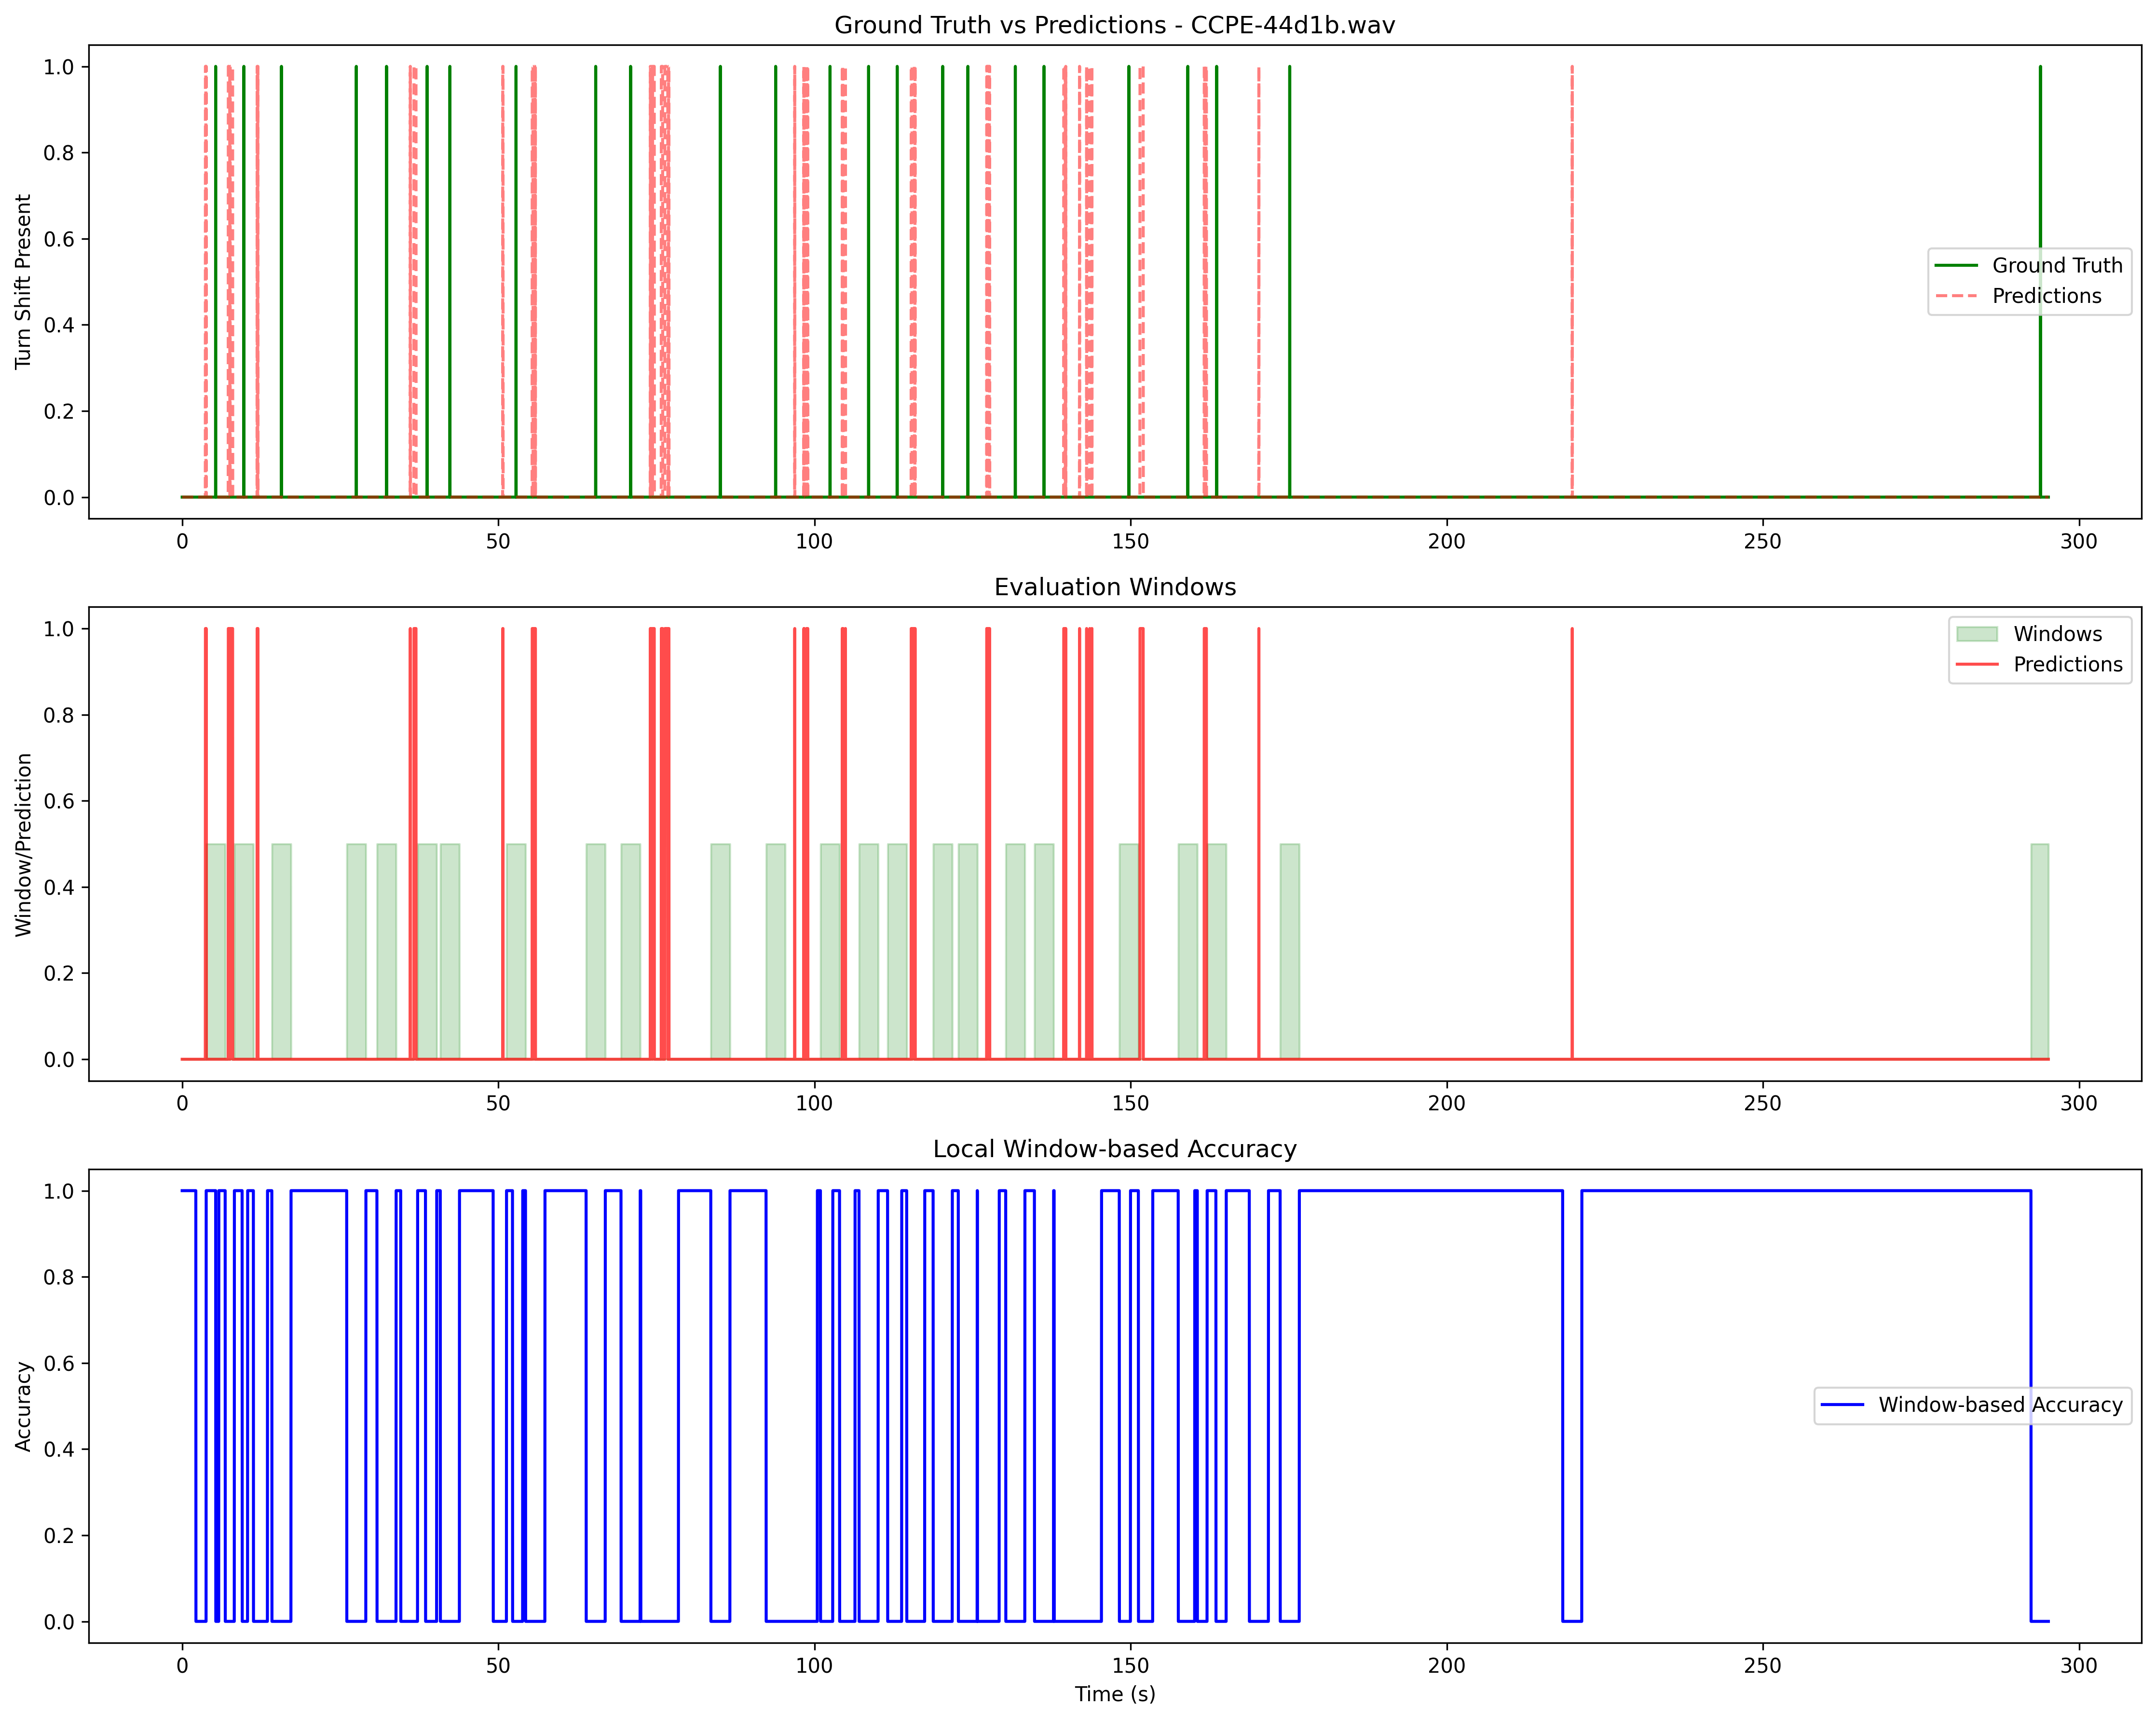 Ground Truth vs Predictions - CCPE-44d1b.wav
Turn Shift Present
1.0
0.8
0.6
0.4
0.2
0.0
Ground Truth
Predictions
0 50 100 150 200 250 300
Evaluation Windows
Window/Prediction
1.0
0.8
0.6
0.4
0.2
0.0
Windows
Predictions
0 50 100 150 200 250 300
Local Window-based Accuracy
Accuracy
1.0
0.8
0.6
0.4
0.2
0.0
Window-based Accuracy
0 50 100 150 200 250 300
Time (s)